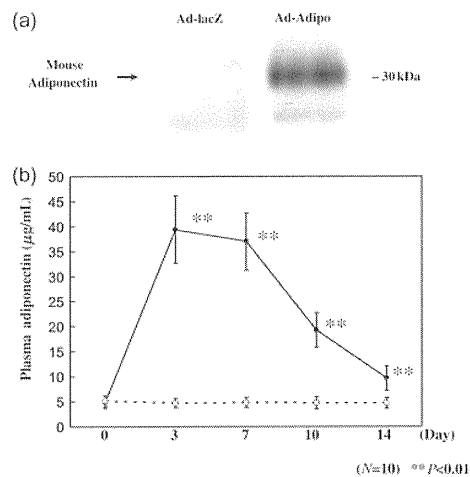 (a)
Ad-lacZ Ad-Adipo
Mouse
Adiponectin
- 30 kDa
(b)
Plasma adiponectin (μg/mL)
50
45
40
35
30
25
20
15
10
5
0
** ** ** **
0 3 7 10 14 (Day)
(N=10) ** P<0.01